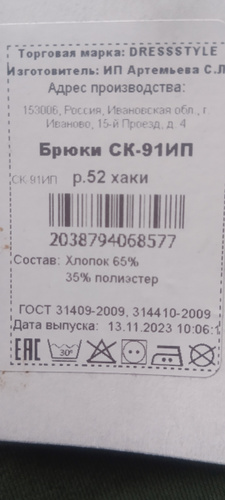 Торговая марка: DRESSSTYLE
Изготовитель: ИП Артемьева С.Л
Адрес производства:
153006, Россия, Ивановская обл., г.
Иваново, 15-й Проезд, д. 4
Брюки СК-91ИП
СК-91ИП р.52 хаки
2038794068577
Состав: Хлопок 65%
35% полиэстер
ГОСТ 31409-2009, 314410-2009
Дата выпуска: 13.11.2023 10:06:1
EAC 30°